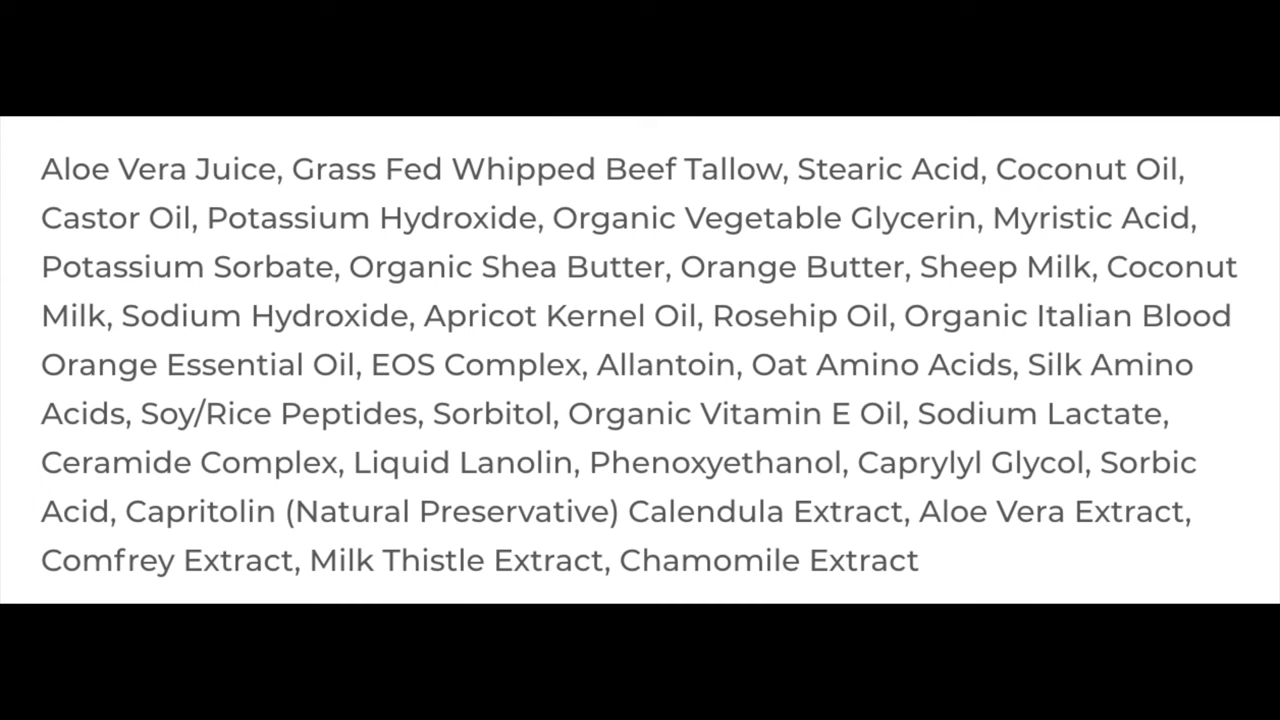 Aloe Vera Juice, Grass Fed Whipped Beef Tallow, Stearic Acid, Coconut Oil,
Castor Oil, Potassium Hydroxide, Organic Vegetable Glycerin, Myristic Acid,
Potassium Sorbate, Organic Shea Butter, Orange Butter, Sheep Milk, Coconut
Milk, Sodium Hydroxide, Apricot Kernel Oil, Rosehip Oil, Organic Italian Blood
Orange Essential Oil, EOS Complex, Allantoin, Oat Amino Acids, Silk Amino
Acids, Soy/Rice Peptides, Sorbitol, Organic Vitamin E Oil, Sodium Lactate,
Ceramide Complex, Liquid Lanolin, Phenoxyethanol, Caprylyl Glycol, Sorbic
Acid, Capritolin (Natural Preservative) Calendula Extract, Aloe Vera Extract,
Comfrey Extract, Milk Thistle Extract, Chamomile Extract